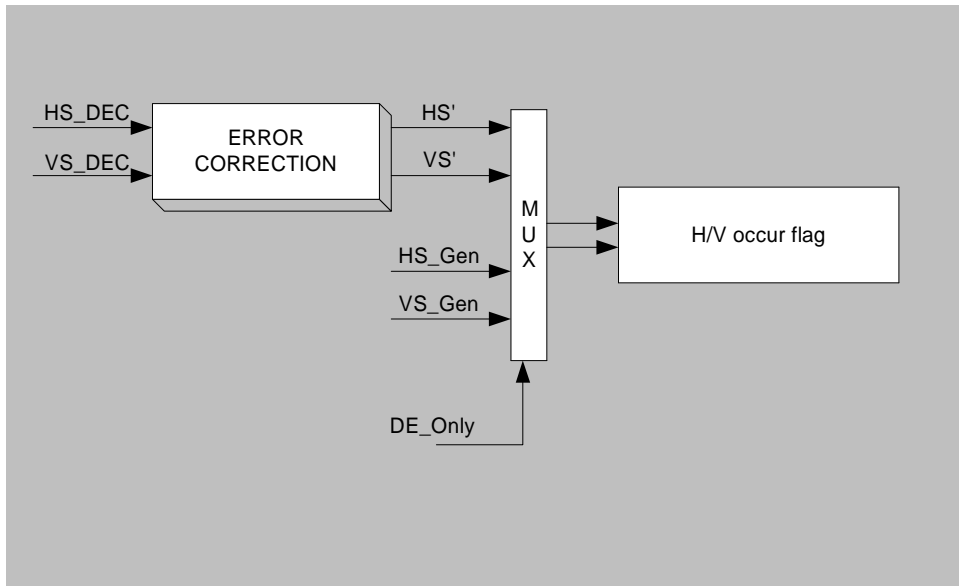 HS_DEC
VS_DEC
ERROR
CORRECTION
HS'
VS'
HS_Gen
VS_Gen
M
U
X
H/V occur flag
DE_Only